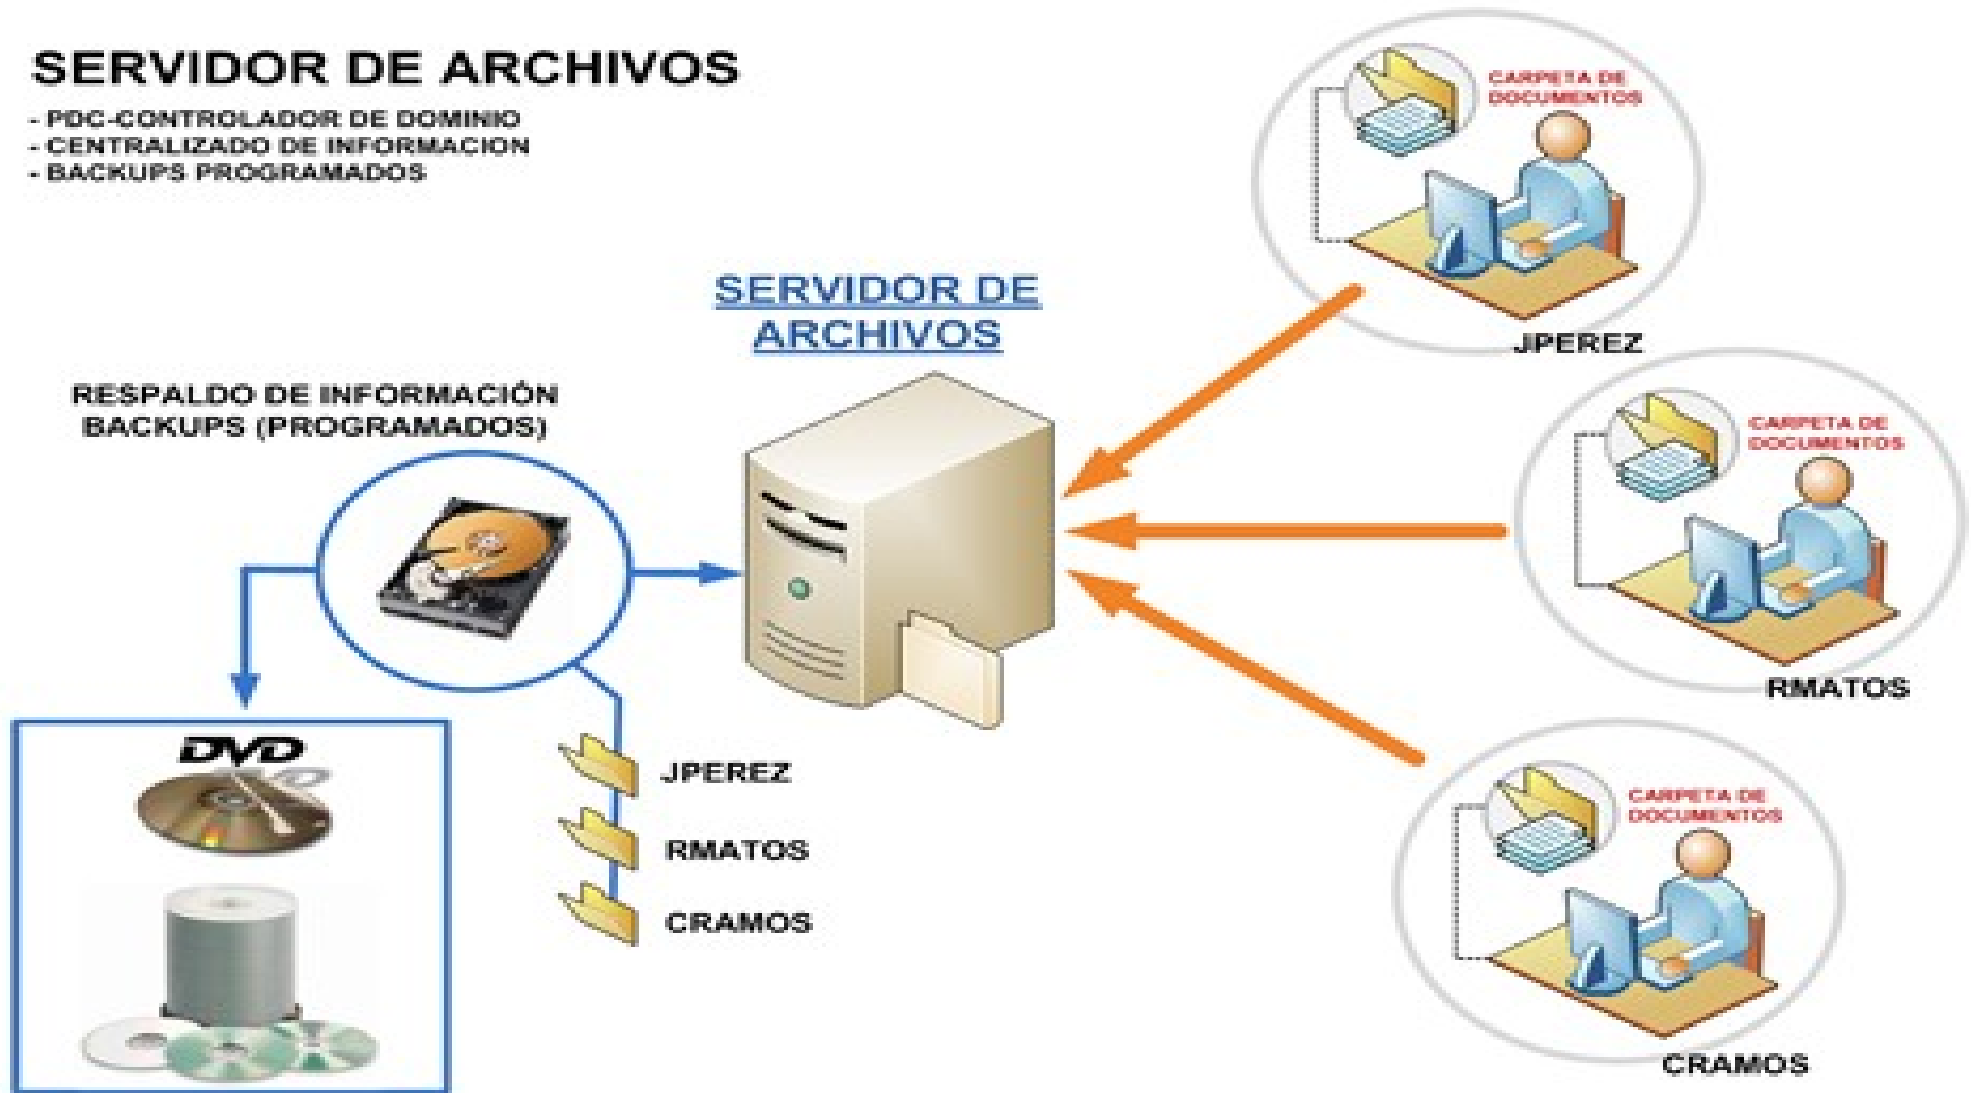 SERVIDOR DE ARCHIVOS
- PDC-CONTROLADOR DE DOMINIO
- CENTRALIZADO DE INFORMACION
- BACKUPS PROGRAMADOS
CARPETA DE
DOCUMENTOS
JPEREZ
SERVIDOR DE
ARCHIVOS
RESPALDO DE INFORMACIÓN
BACKUPS (PROGRAMADOS)
CARPETA DE
DOCUMENTOS
RMATOS
DVD
JPEREZ
RMATOS
CRAMOS
CARPETA DE
DOCUMENTOS
CRAMOS